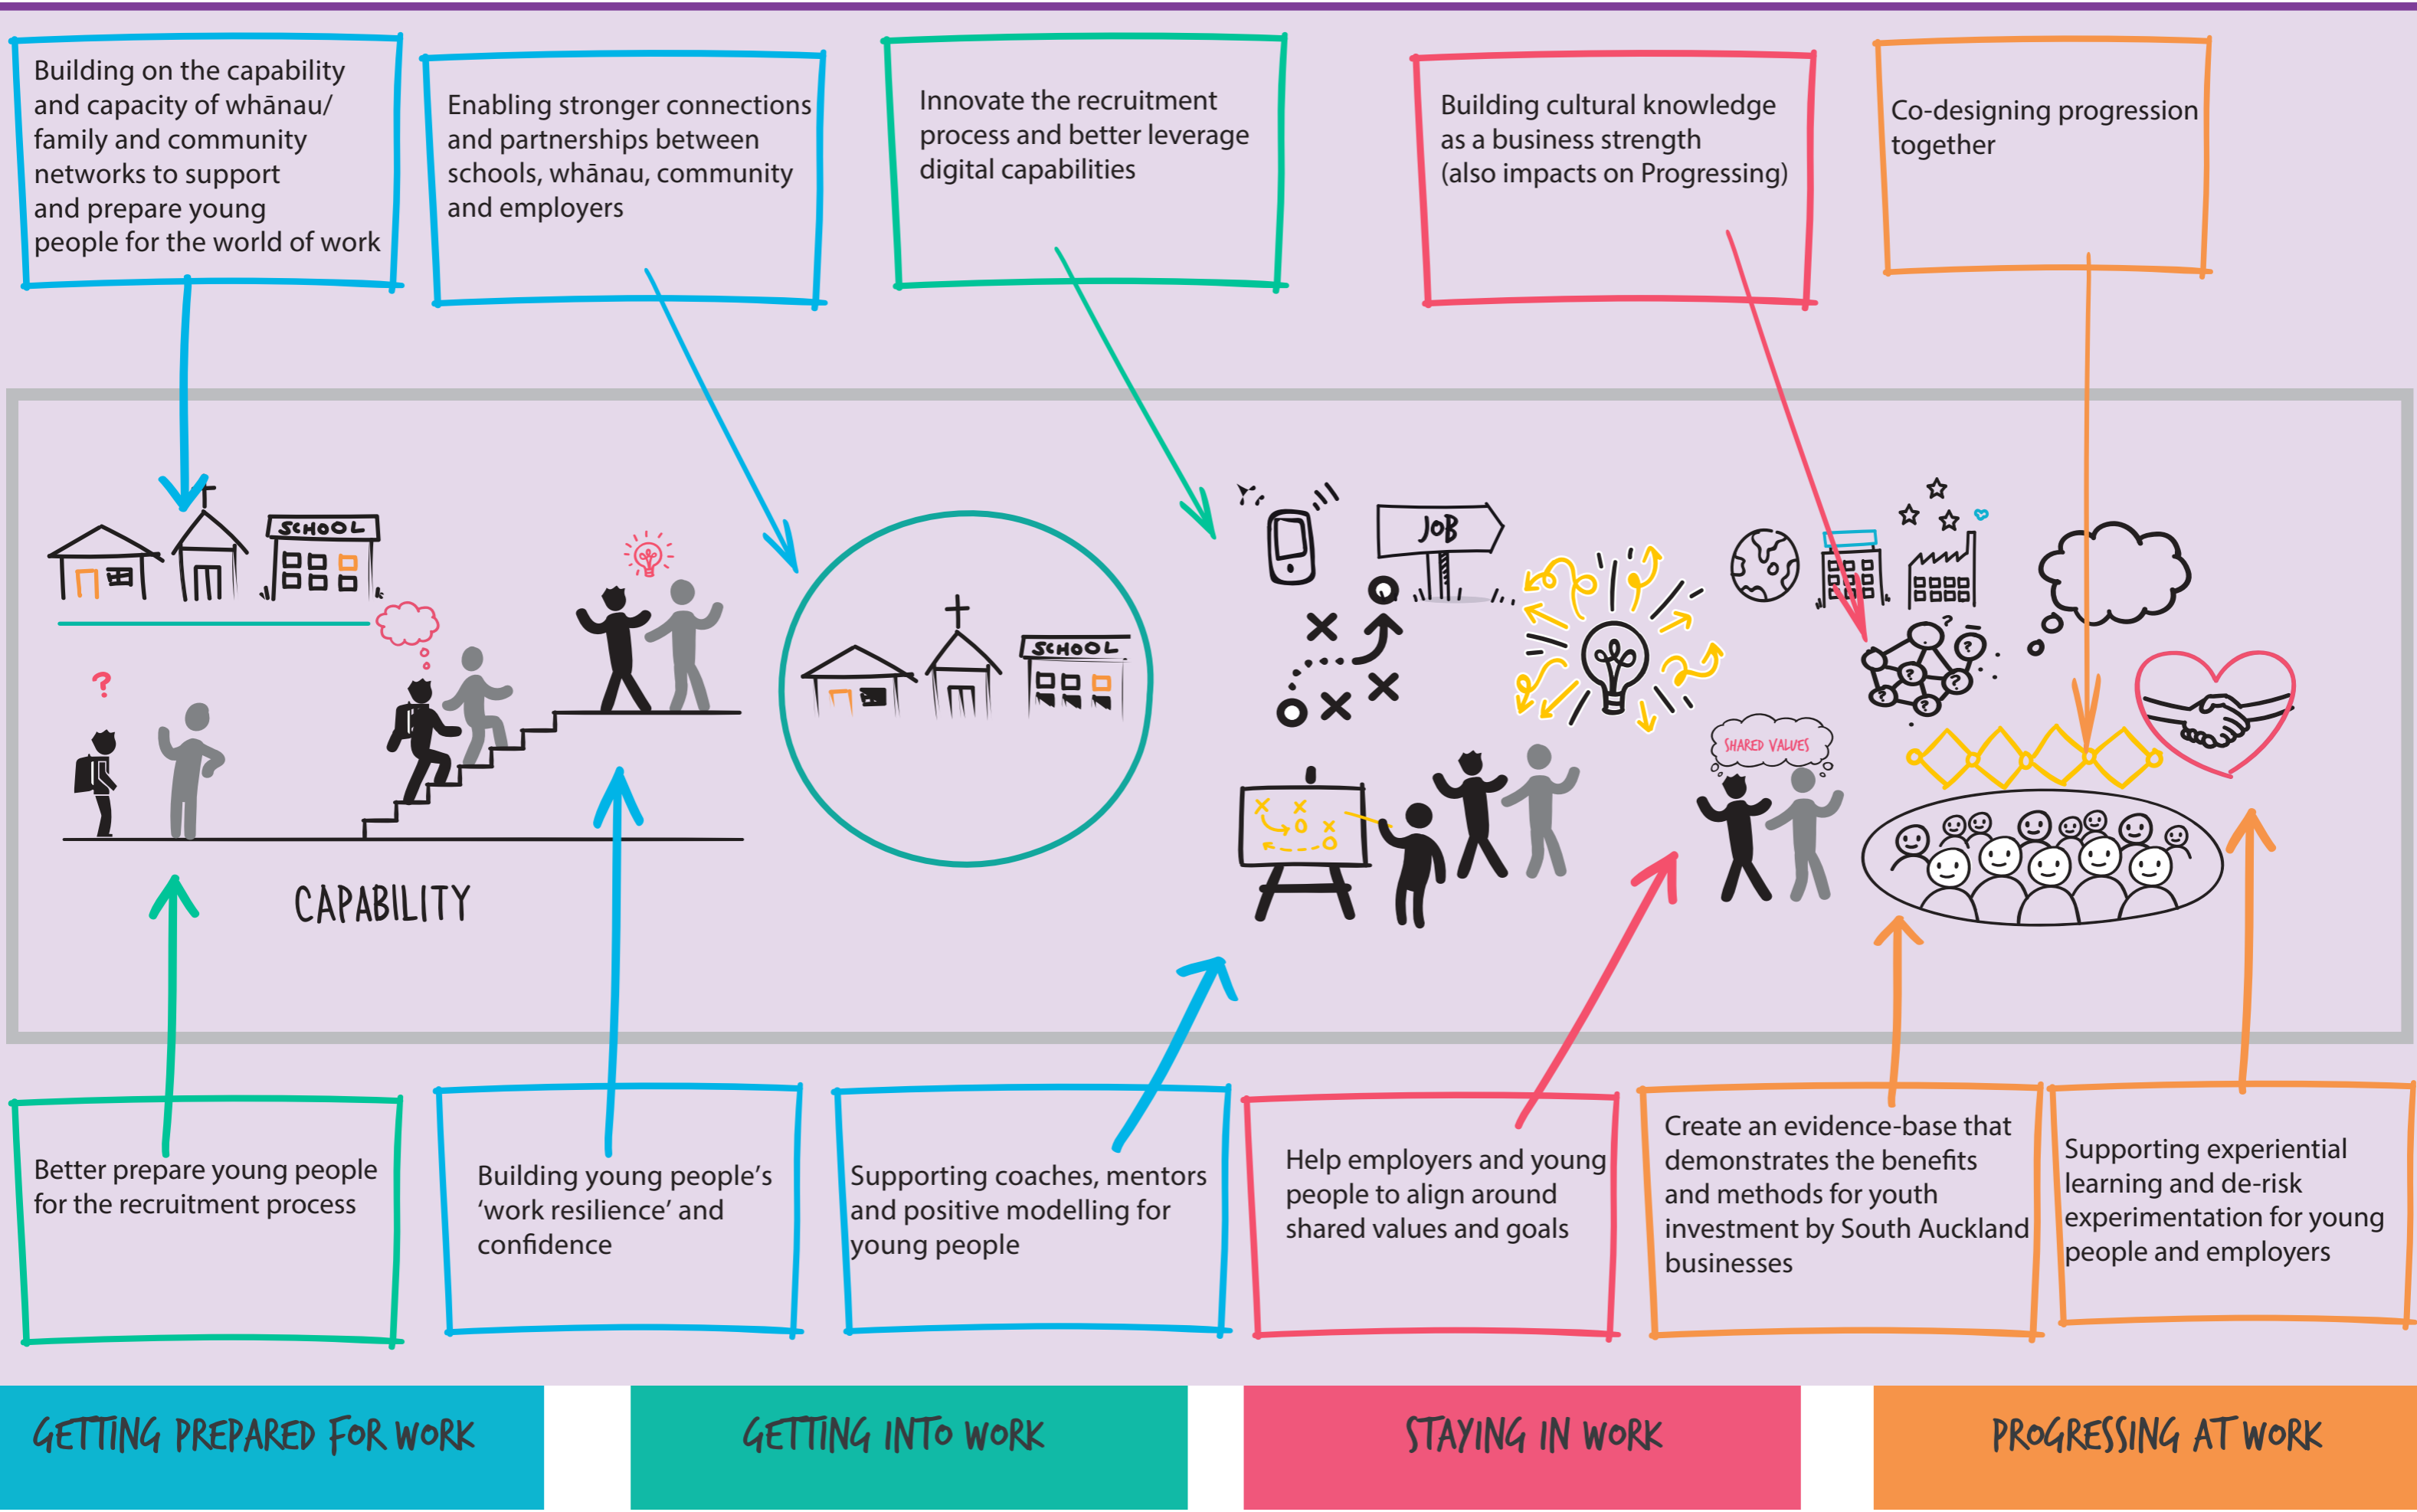 Building on the capability
and capacity of whānau/
family and community
networks to support
and prepare young
people for the world of work
Enabling stronger connections
and partnerships between
schools, whānau, community
and employers
Innovate the recruitment
process and better leverage
digital capabilities
Building cultural knowledge
as a business strength
(also impacts on Progressing)
Co-designing progression
together
SCHOOL
?
CAPABILITY
SCHOOL
JOB
SHARED VALUES
? ? ? ? ? ?
Better prepare young people
for the recruitment process
Building young people’s
‘work resilience’ and
confidence
Supporting coaches, mentors
and positive modelling for
young people
Help employers and young
people to align around
shared values and goals
Create an evidence-base that
demonstrates the benefits
and methods for youth
investment by South Auckland
businesses
Supporting experiential
learning and de-risk
experimentation for young
people and employers
GETTING PREPARED FOR WORK
GETTING INTO WORK
STAYING IN WORK
PROGRESSING AT WORK